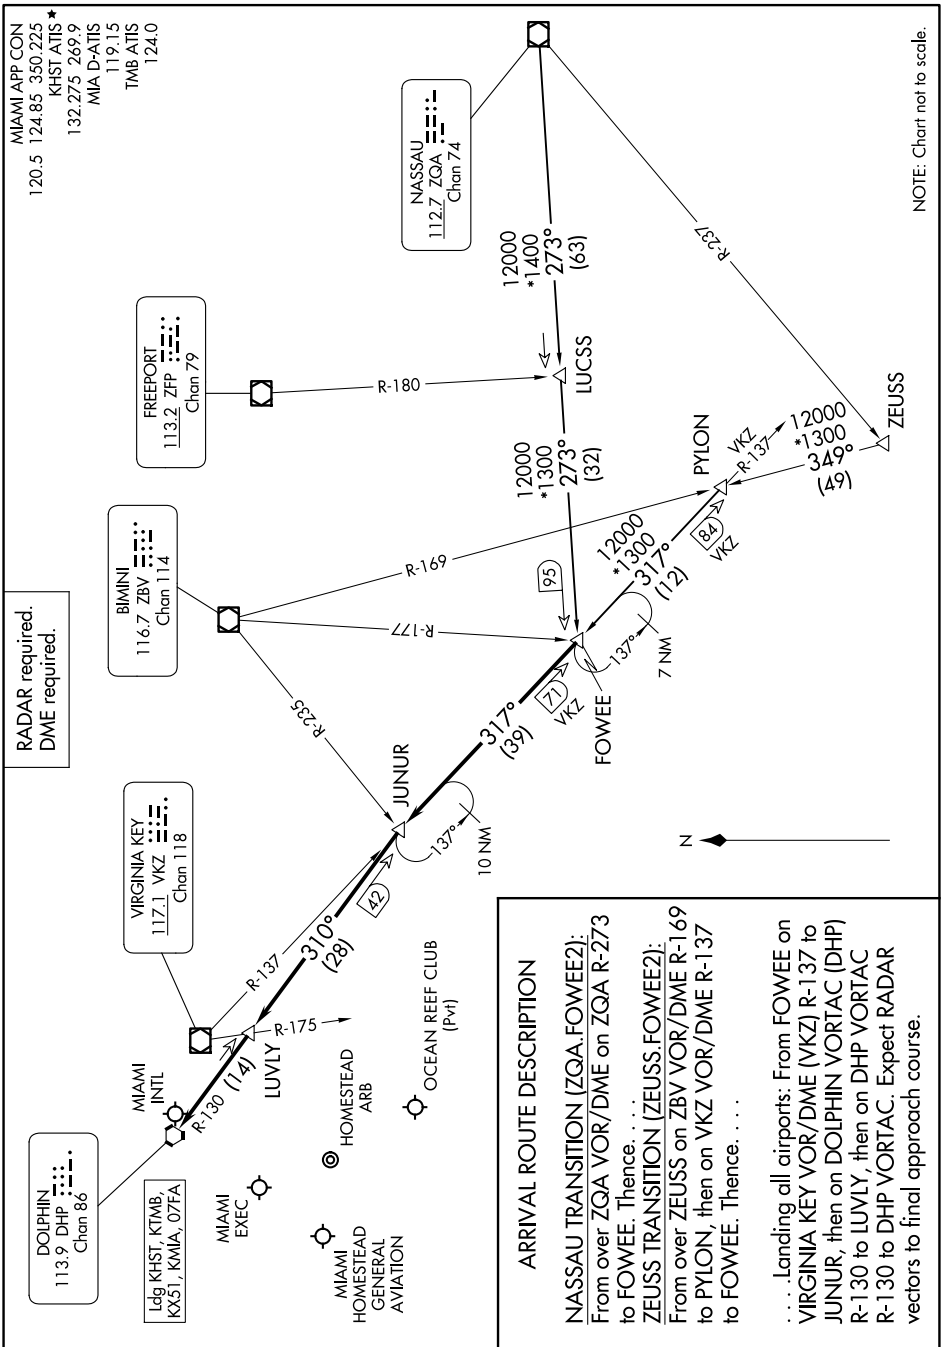 MIAMI APP CON
120.5 124.85 350.225
KHST ATIS★
132.275 269.9
MIA D-ATIS
119.15
TMB ATIS
124.0
RADAR required.
DME required.
NOTE: Chart not to scale.
DOLPHIN
113.9 DHP
Chan 86
VIRGINIA KEY
117.1 VKZ
Chan 118
BIMINI
116.7 ZBV
Chan 114
FREEPORT
113.2 ZFP
Chan 79
NASSAU
112.7 ZQA
Chan 74
Ldg KHST, KTMB,
KX51, KMIA, 07FA
MIAMI
INTL
MIAMI
EXEC
MIAMI
HOMESTEAD
GENERAL
AVIATION
HOMESTEAD
ARB
OCEAN REEF CLUB
(Pvt)
R-130
(14)
LUVLY
R-175
R-137
310°
(28)
42
JUNUR
137°
10 NM
R-235
317°
(39)
71
VKZ
FOWEE
137°
7 NM
R-177
R-169
95
12000
*1300
273°
(32)
LUCSS
R-180
12000
*1400
273°
(63)
12000
*1300
317°
(12)
84
VKZ
PYLON
VKZ
R-137
12000
*1300
349°
(49)
ZEUSS
R-237
N
ARRIVAL ROUTE DESCRIPTION
NASSAU TRANSITION (ZQA.FOWEE2):
From over ZQA VOR/DME on ZQA R-273
to FOWEE. Thence. . . .
ZEUSS TRANSITION (ZEUSS.FOWEE2):
From over ZEUSS on ZBV VOR/DME R-169
to PYLON, then on VKZ VOR/DME R-137
to FOWEE. Thence. . . .
. . . .Landing all airports: From FOWEE on
VIRGINIA KEY VOR/DME (VKZ) R-137 to
JUNUR, then on DOLPHIN VORTAC (DHP)
R-130 to LUVLY, then on DHP VORTAC
R-130 to DHP VORTAC. Expect RADAR
vectors to final approach course.